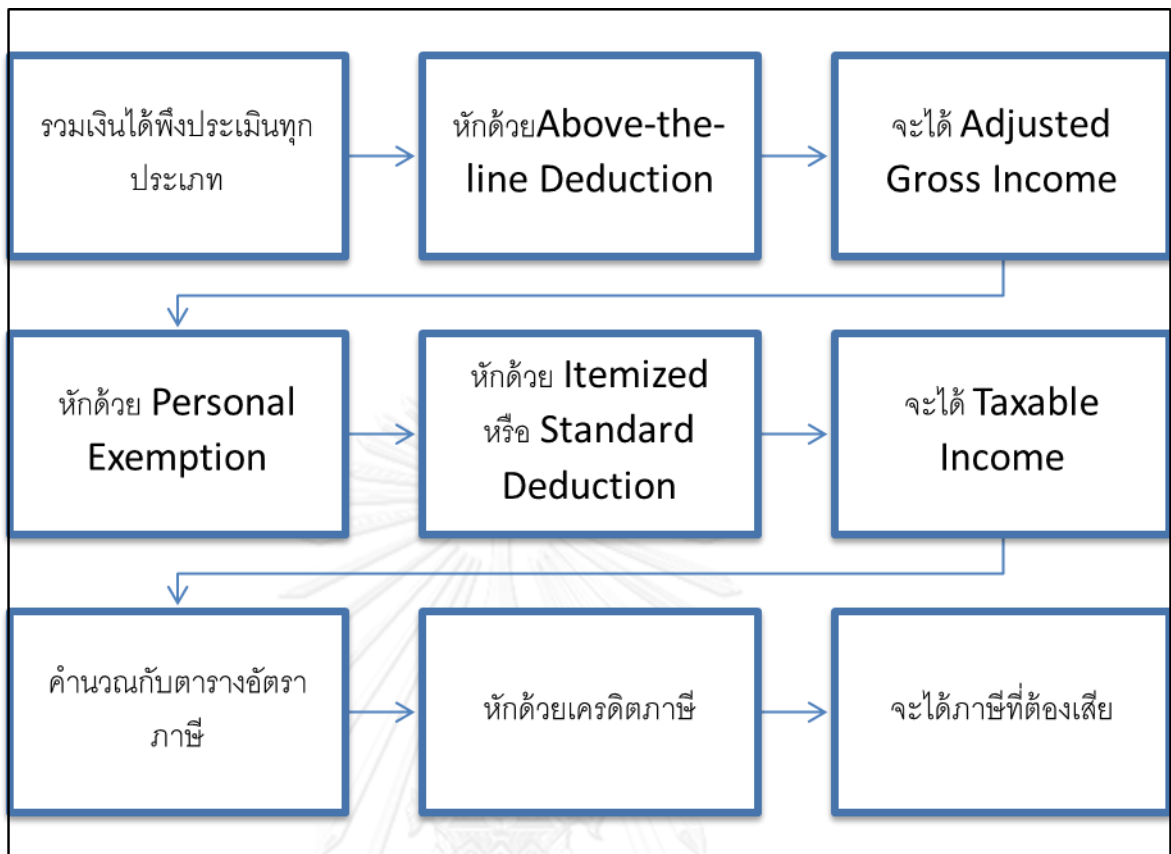 รวมเงินได้พึงประเมินทุก
ประเภท
หักด้วยAbove-the-
line Deduction
จะได้ Adjusted
Gross Income
หักด้วย Personal
Exemption
หักด้วย Itemized
หรือ Standard
Deduction
จะได้ Taxable
Income
คำนวณกับตารางอัตรา
ภาษี
หักด้วยเครดิตภาษี
จะได้ภาษีที่ต้องเสีย